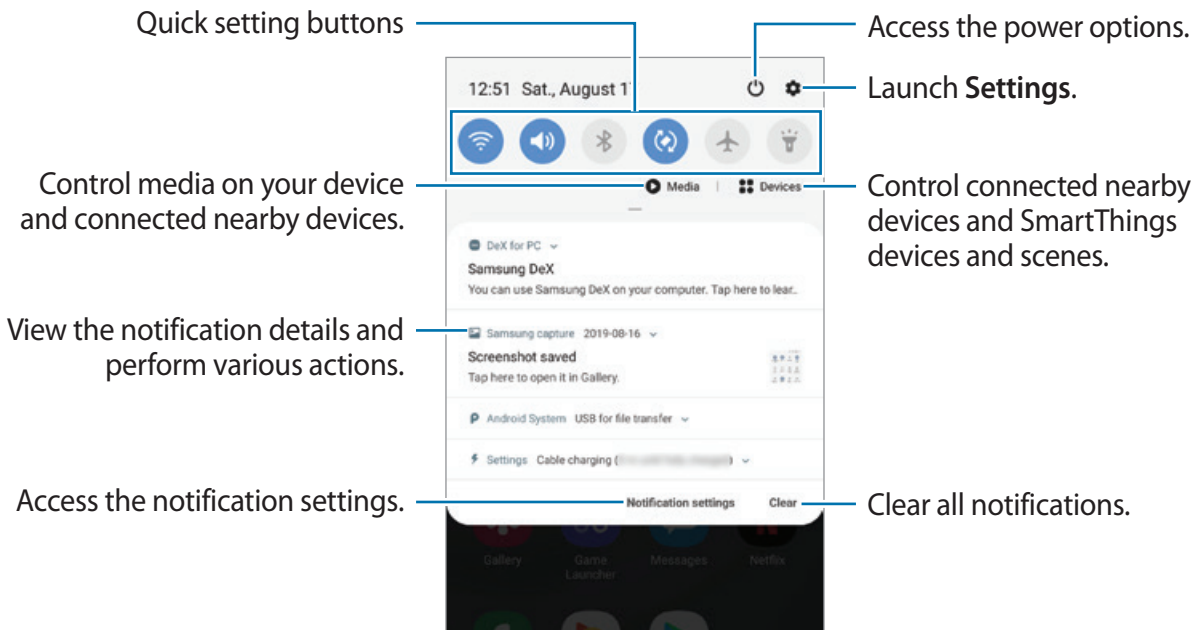 Quick setting buttons
Access the power options.
12:51 Sat., August 1
Launch Settings.
Control media on your device
and connected nearby devices.
Media | Devices
Control connected nearby
devices and SmartThings
devices and scenes.
DeX for PC
Samsung DeX
You can use Samsung DeX on your computer. Tap here to lear..
View the notification details and
perform various actions.
Samsung capture 2019-08-16
Screenshot saved
Tap here to open it in Gallery.
Android System USB for file transfer
Settings Cable charging (
Access the notification settings.
Notification settings Clear
Clear all notifications.
Gallery Game Messages Netflix
Launcher